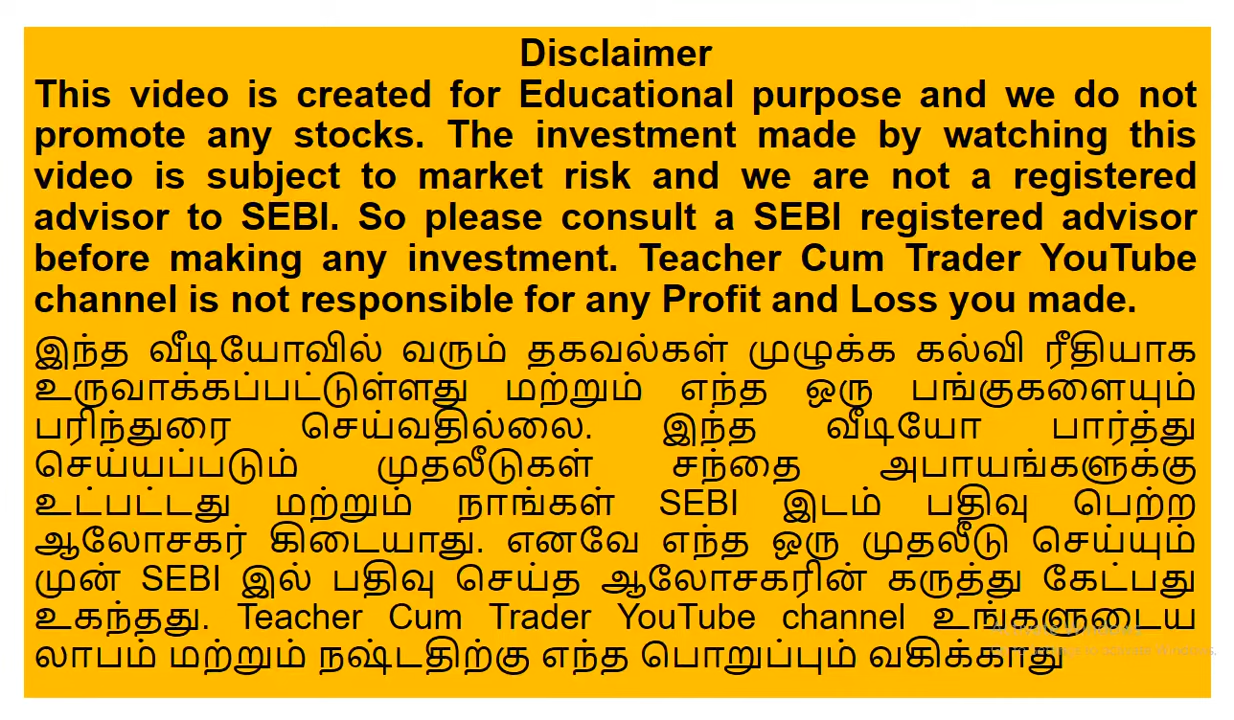 Disclaimer
This video is created for Educational purpose and we do not
promote any stocks. The investment made by watching this
video is subject to market risk and we are not a registered
advisor to SEBI. So please consult a SEBI registered advisor
before making any investment. Teacher Cum Trader YouTube
channel is not responsible for any Profit and Loss you made.
இந்த வீடியோவில் வரும் தகவல்கள் முழுக்க கல்வி ரீதியாக
உருவாக்கப்பட்டுள்ளது மற்றும் எந்த ஒரு பங்குகளையும்
பரிந்துரை செய்வதில்லை. இந்த வீடியோ பார்த்து
செய்யப்படும் முதலீடுகள் சந்தை அபாயங்களுக்கு
உட்பட்டது மற்றும் நாங்கள் SEBI இடம் பதிவு பெற்ற
ஆலோசகர் கிடையாது. எனவே எந்த ஒரு முதலீடு செய்யும்
முன் SEBI இல் பதிவு செய்த ஆலோசகரின் கருத்து கேட்பது
உகந்தது. Teacher Cum Trader YouTube channel உங்களுடைய
லாபம் மற்றும் நஷ்டதிற்கு எந்த பொறுப்பும் வகிக்காது